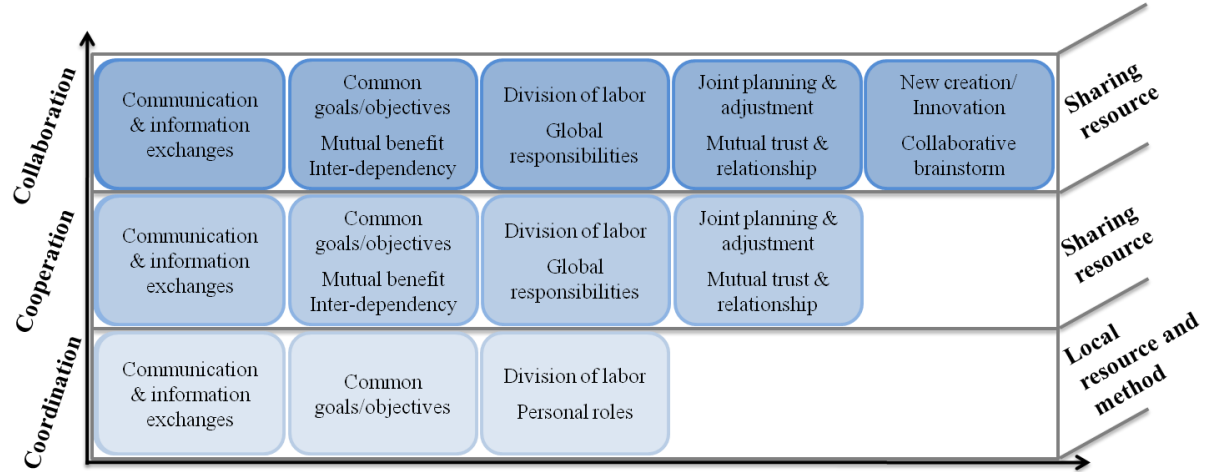 Collaboration
Communication
& information
exchanges
Common
goals/objectives
Mutual benefit
Inter-dependency
Division of labor
Global
responsibilities
Joint planning &
adjustment
Mutual trust &
relationship
New creation/
Innovation
Collaborative
brainstorm
Sharing
resource
Cooperation
Communication
& information
exchanges
Common
goals/objectives
Mutual benefit
Inter-dependency
Division of labor
Global
responsibilities
Joint planning &
adjustment
Mutual trust &
relationship
Sharing
resource
Coordination
Communication
& information
exchanges
Common
goals/objectives
Division of labor
Personal roles
Local
resource and
method